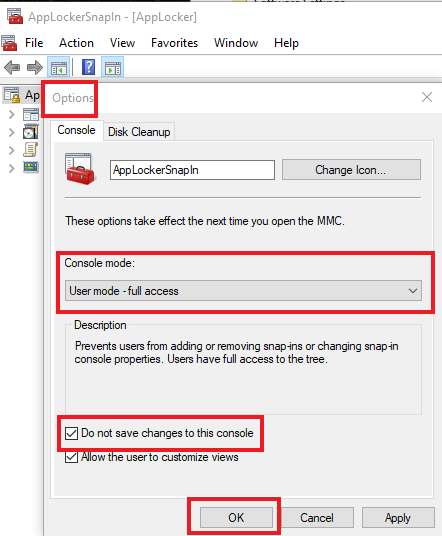 Software Settings
AppLockerSnapIn - [AppLocker]
File Action View Favorites Window Help
Ap
Options
Console Disk Cleanup
AppLockerSnapIn Change Icon...
These options take effect the next time you open the MMC.
Console mode:
User mode - full access
Description
Prevents users from adding or removing snap-ins or changing snap-in
console properties. Users have full access to the tree.
Do not save changes to this console
Allow the user to customize views
OK Cancel Apply